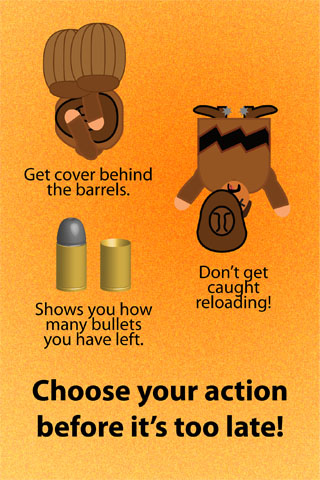 Get cover behind
the barrels.
Don't get
caught
reloading!
Shows you how
many bullets
you have left.
Choose your action
before it's too late!